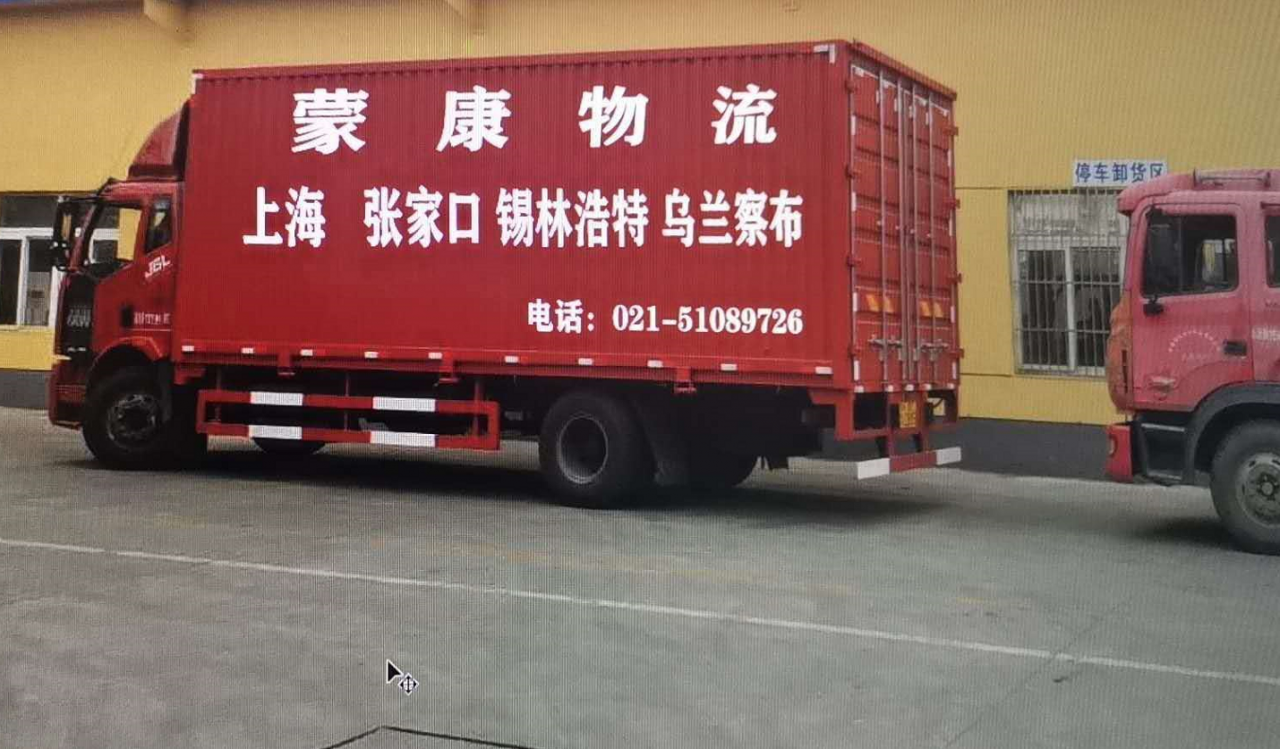 蒙康物流
上海 张家口 锡林浩特 乌兰察布
电话：021-51089726
停车卸货区
J6L